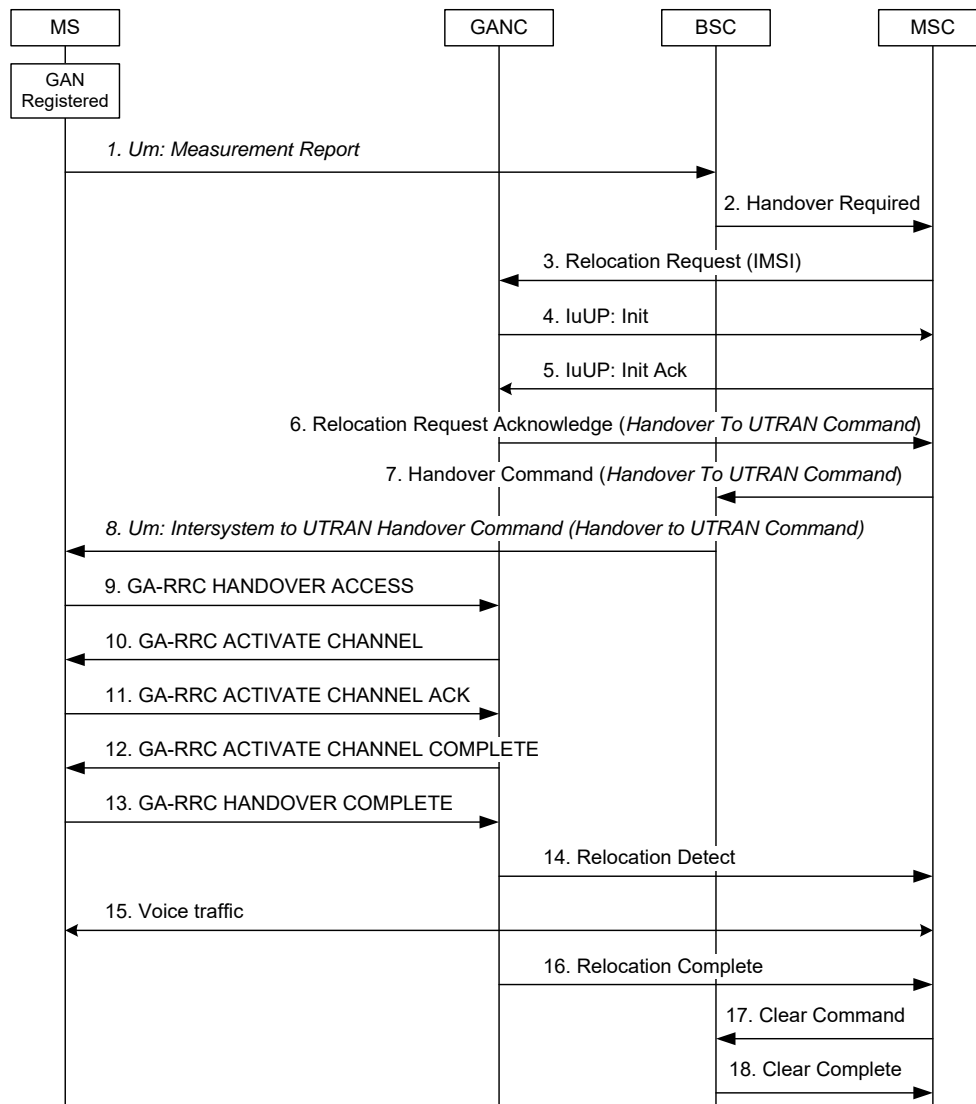 MS
GANC
BSC
MSC
GAN
Registered
1. Um: Measurement Report
2. Handover Required
3. Relocation Request (IMSI)
4. IuUP: Init
5. IuUP: Init Ack
6. Relocation Request Acknowledge (Handover To UTRAN Command)
7. Handover Command (Handover To UTRAN Command)
8. Um: Intersystem to UTRAN Handover Command (Handover to UTRAN Command)
9. GA-RRC HANDOVER ACCESS
10. GA-RRC ACTIVATE CHANNEL
11. GA-RRC ACTIVATE CHANNEL ACK
12. GA-RRC ACTIVATE CHANNEL COMPLETE
13. GA-RRC HANDOVER COMPLETE
14. Relocation Detect
15. Voice traffic
16. Relocation Complete
17. Clear Command
18. Clear Complete